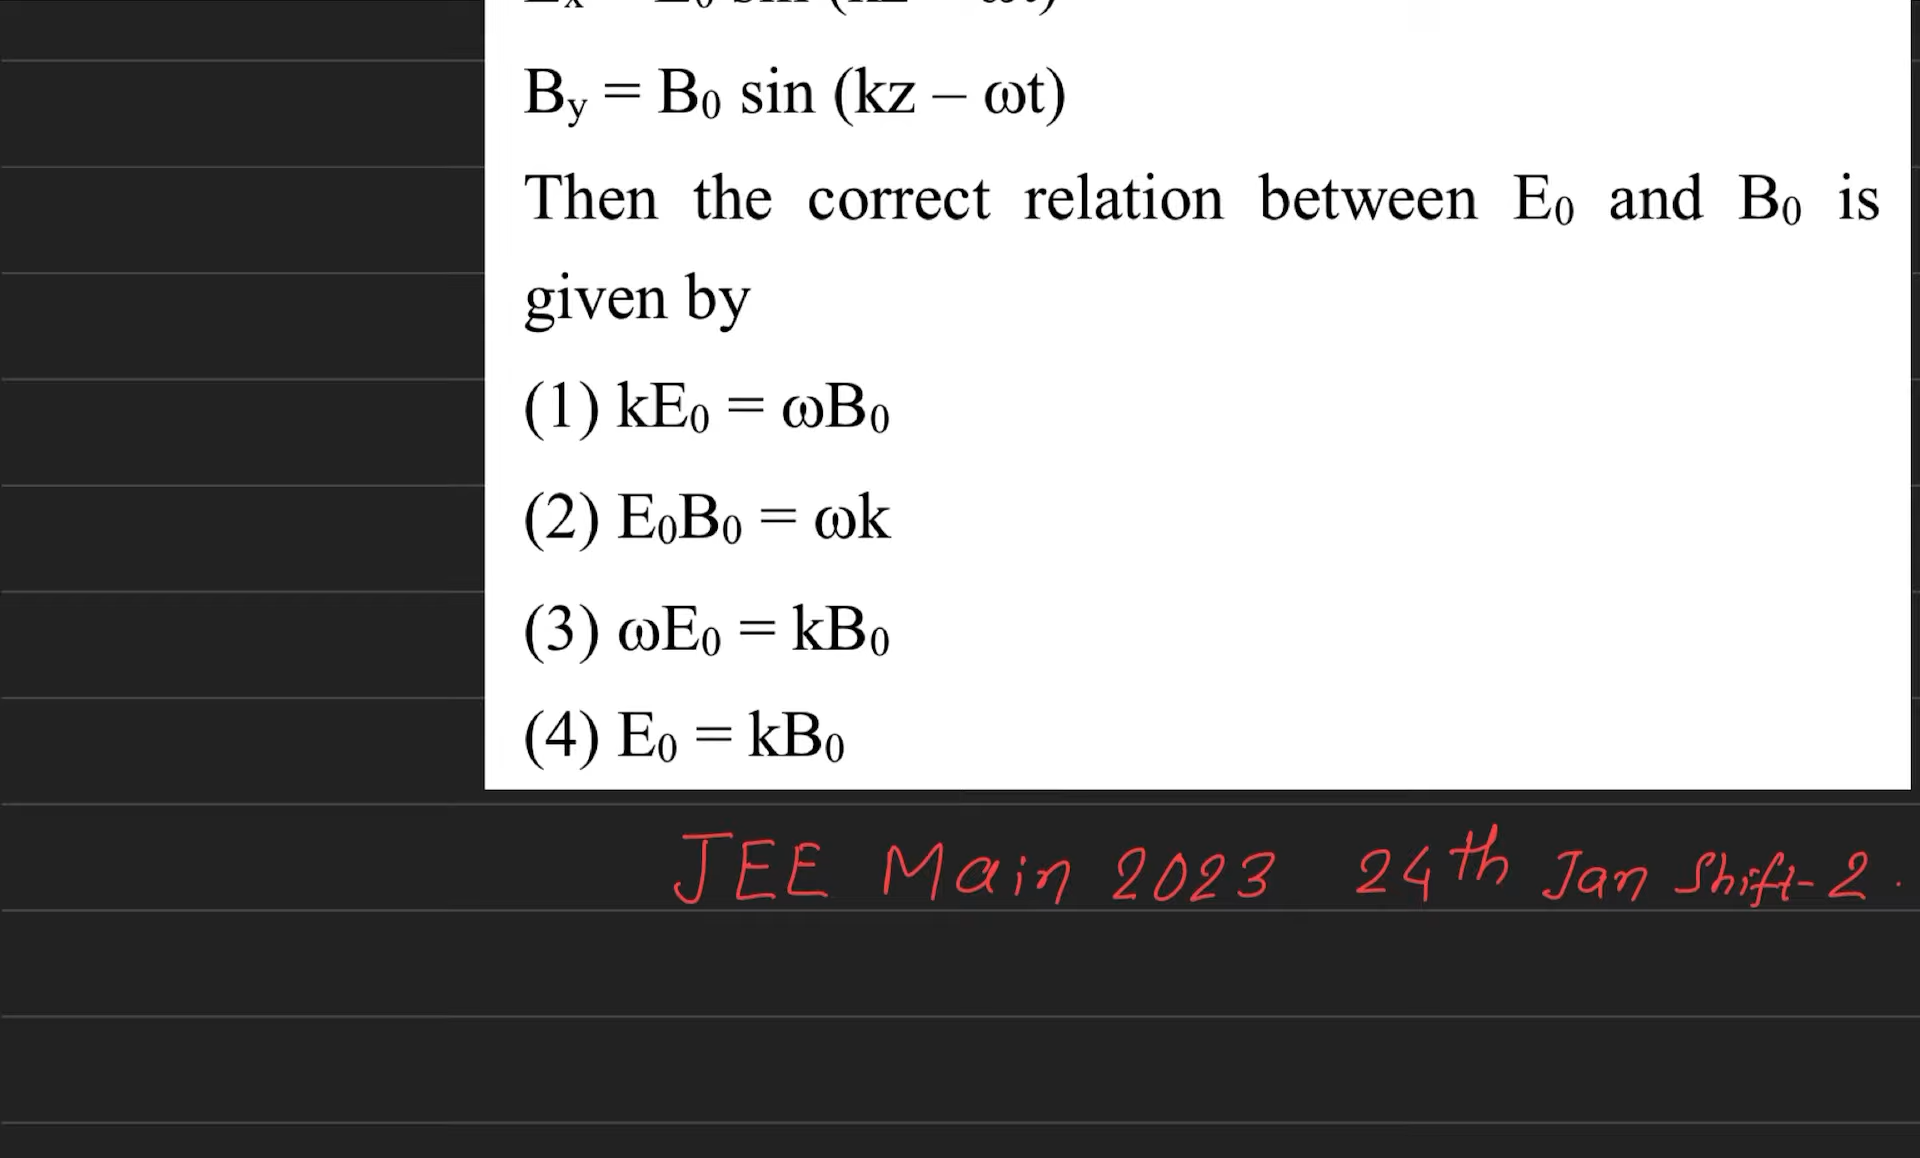 By = B0 sin (kz – ωt)
Then the correct relation between E0 and B0 is
given by
(1) kE0 = ωB0
(2) E0B0 = ωk
(3) ωE0 = kB0
(4) E0 = kB0
JEE Main 2023 24th Jan Shift-2.